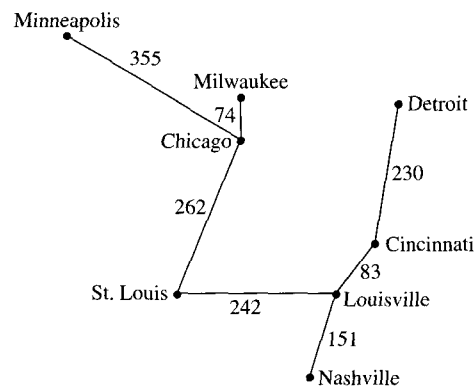 Minneapolis
355
Milwaukee
74
Detroit
Chicago
230
262
Cincinnati
83
St. Louis
242
Louisville
151
Nashville